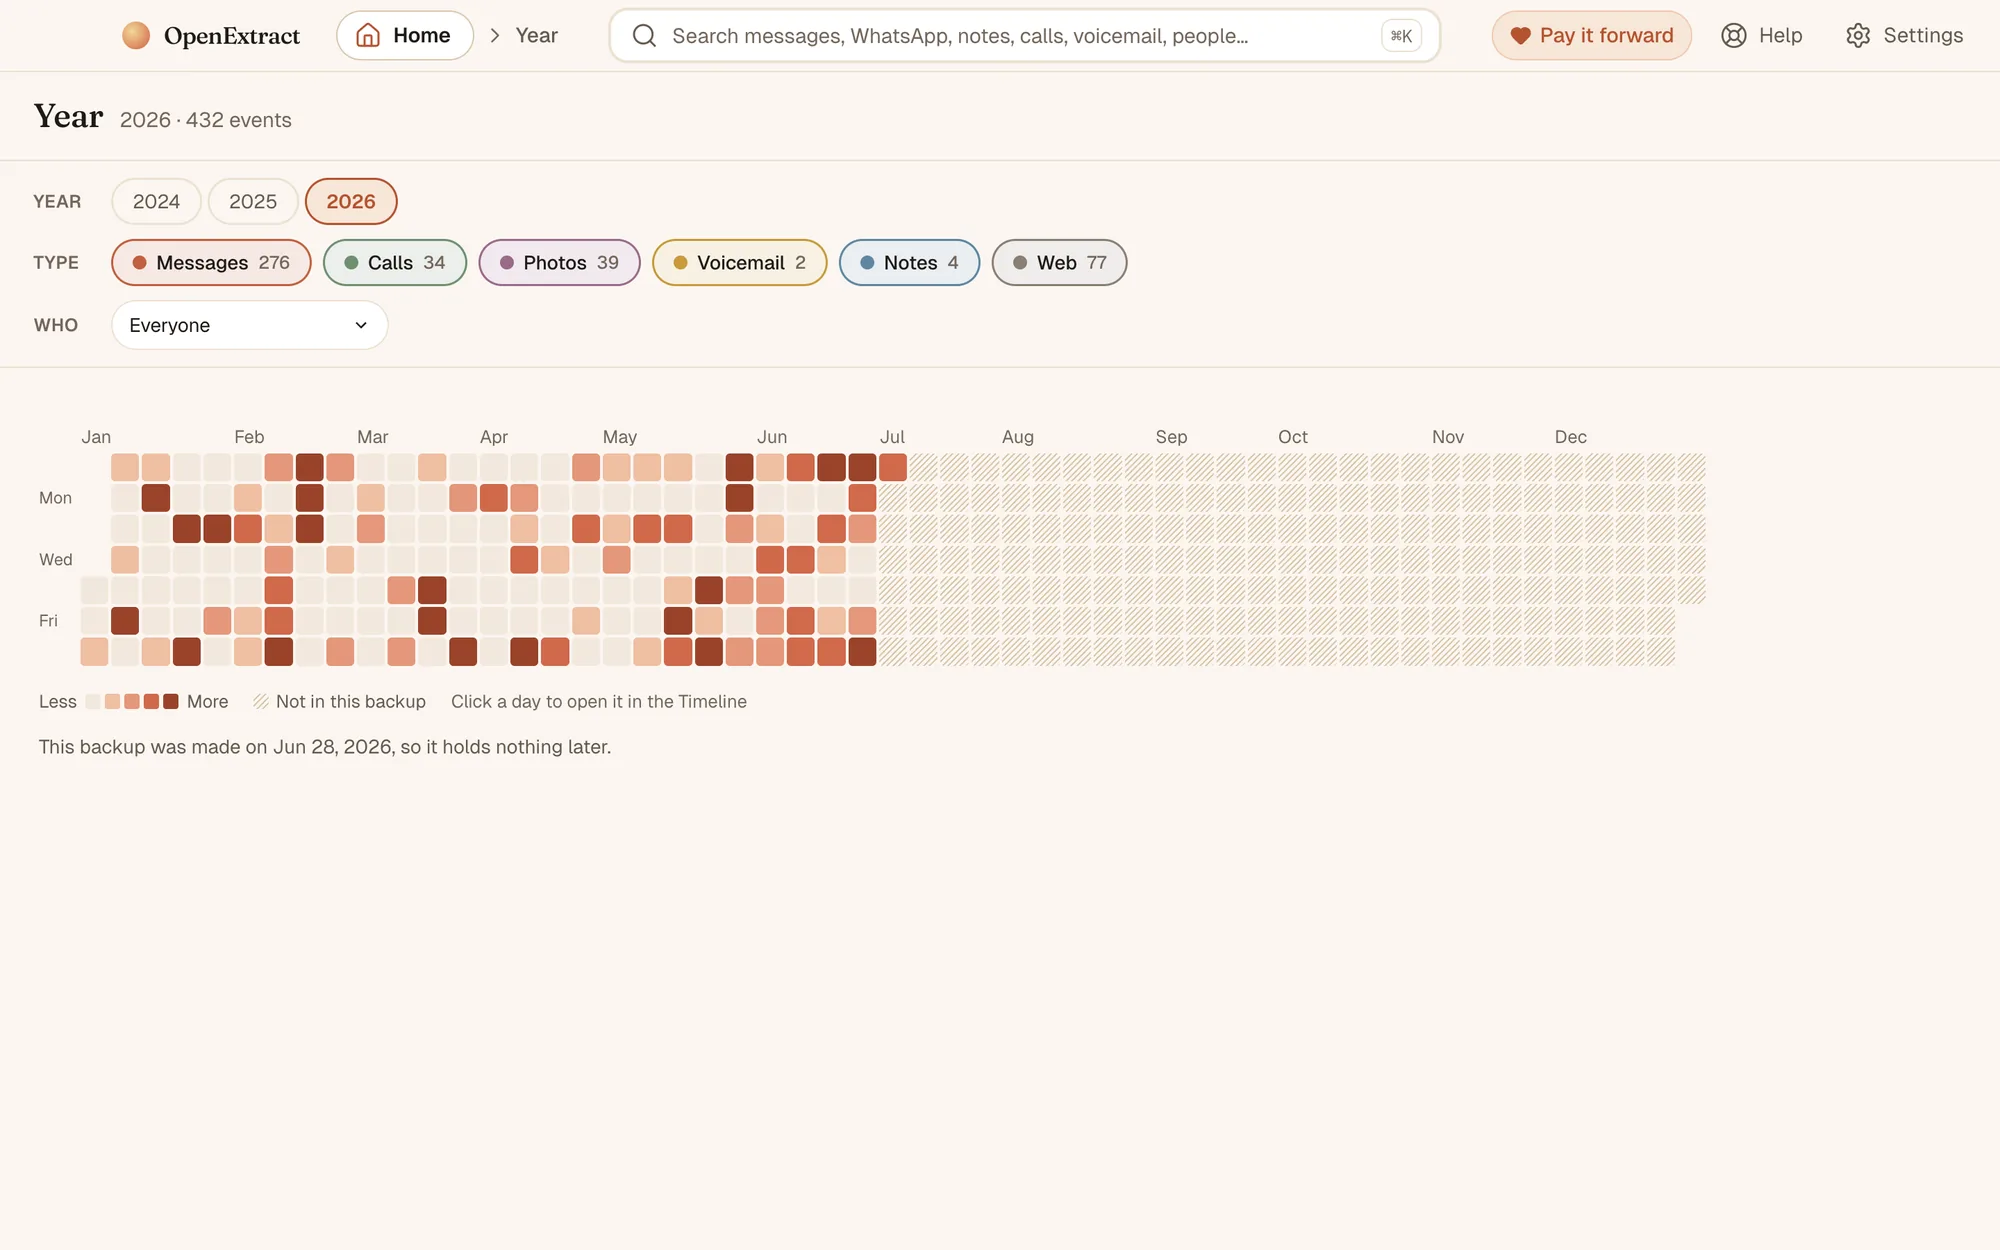 OpenExtract Home Year Search messages, WhatsApp, notes, calls, voicemail, people... ⌘K Pay it forward Help Settings
Year 2026 · 432 events
YEAR 2024 2025 2026
TYPE Messages 276 Calls 34 Photos 39 Voicemail 2 Notes 4 Web 77
WHO Everyone
Jan Feb Mar Apr May Jun Jul Aug Sep Oct Nov Dec
Mon
Wed
Fri
Less More Not in this backup Click a day to open it in the Timeline
This backup was made on Jun 28, 2026, so it holds nothing later.